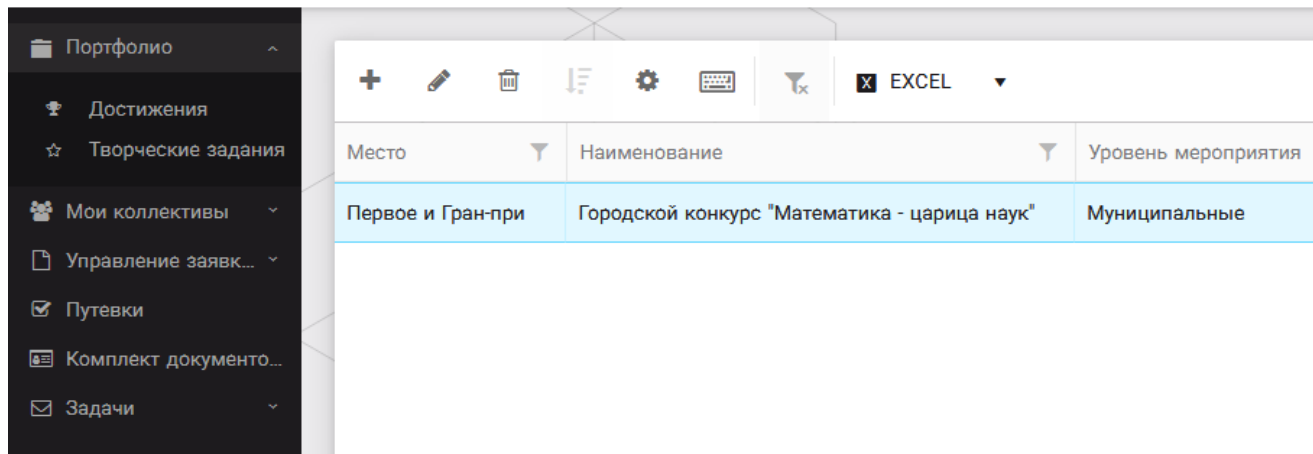 Портфолио
Достижения
Творческие задания
Мои коллективы
Управление заявк...
Путевки
Комплект документо...
Задачи
X EXCEL
Место Наименование Уровень мероприятия
Первое и Гран-при Городской конкурс "Математика - царица наук" Муниципальные